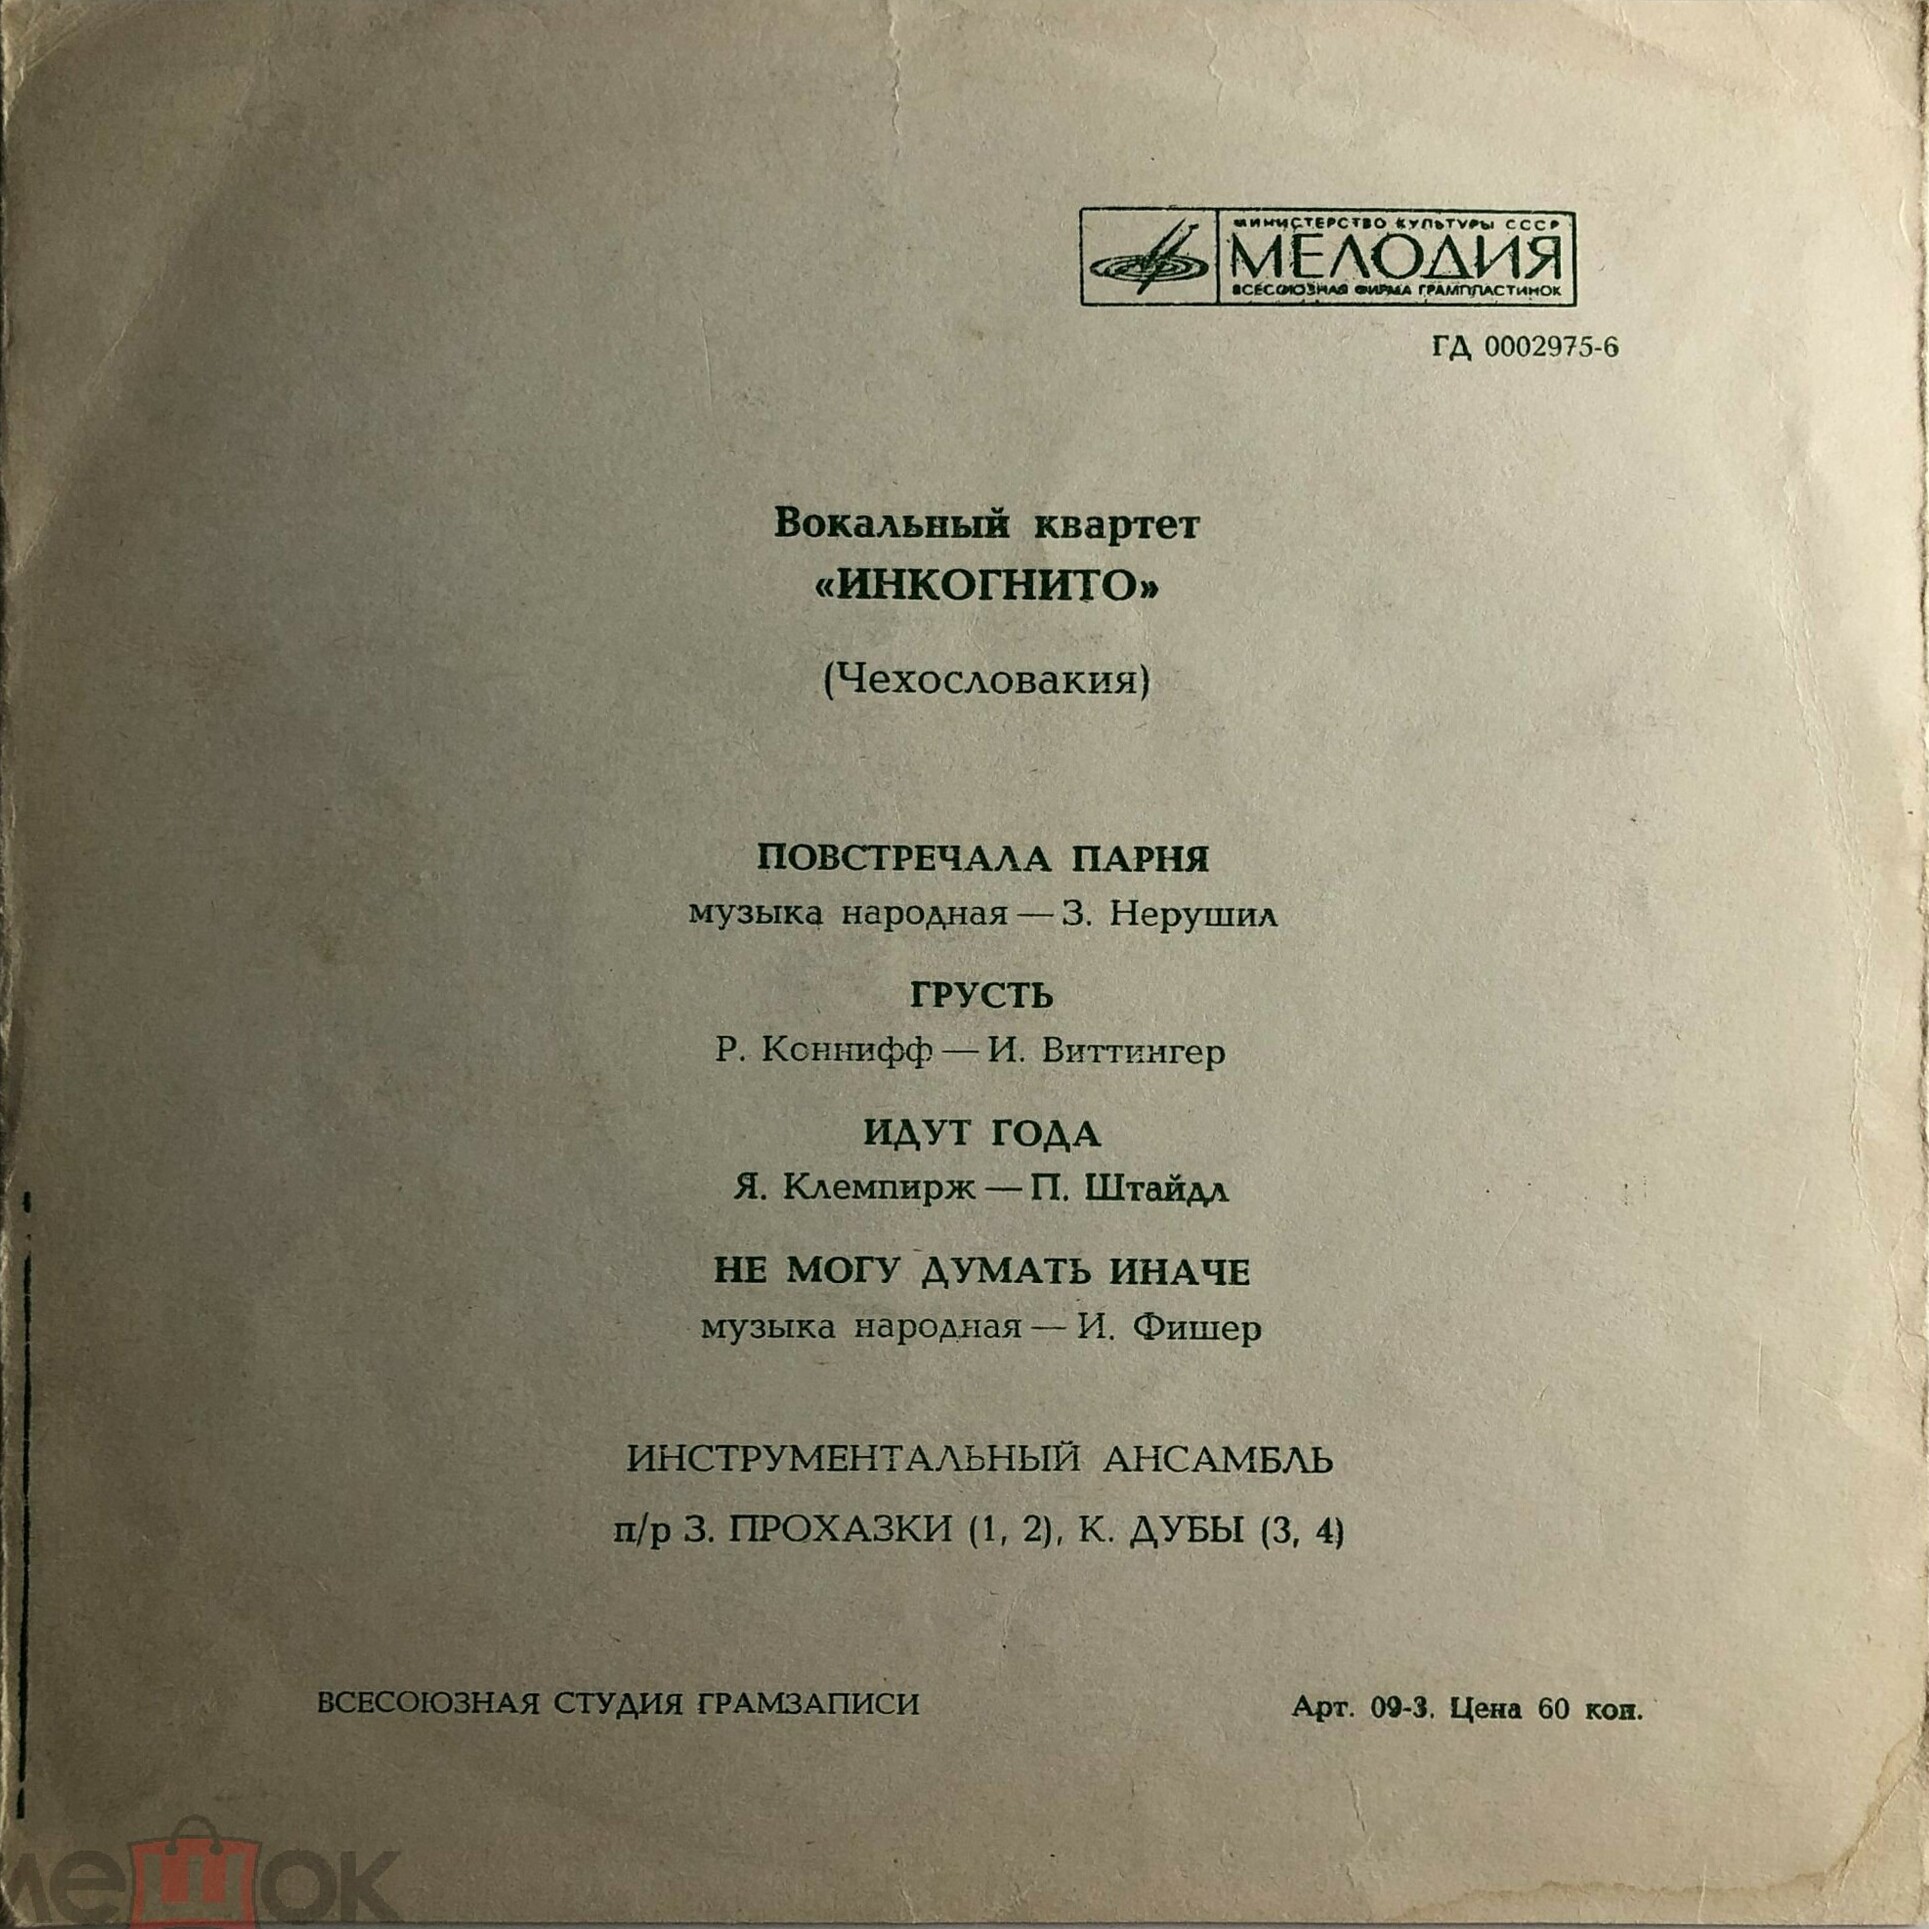 МИНИСТЕРСТВО КУЛЬТУРЫ СССР
МЕЛОДИЯ
ВСЕСОЮЗНАЯ ФИРМА ГРАМПЛАСТИНОК
ГД 0002975-6
Вокальный квартет
«ИНКОГНИТО»
(Чехословакия)
ПОВСТРЕЧАЛА ПАРНЯ
музыка народная — З. Нерушил
ГРУСТЬ
Р. Коннифф — И. Виттингер
ИДУТ ГОДА
Я. Клемпирж — П. Штайдл
НЕ МОГУ ДУМАТЬ ИНАЧЕ
музыка народная — И. Фишер
ИНСТРУМЕНТАЛЬНЫЙ АНСАМБЛЬ
п/р З. ПРОХАЗКИ (1, 2), К. ДУБЫ (3, 4)
ВСЕСОЮЗНАЯ СТУДИЯ ГРАМЗАПИСИ
Арт. 09-3. Цена 60 коп.
мешок